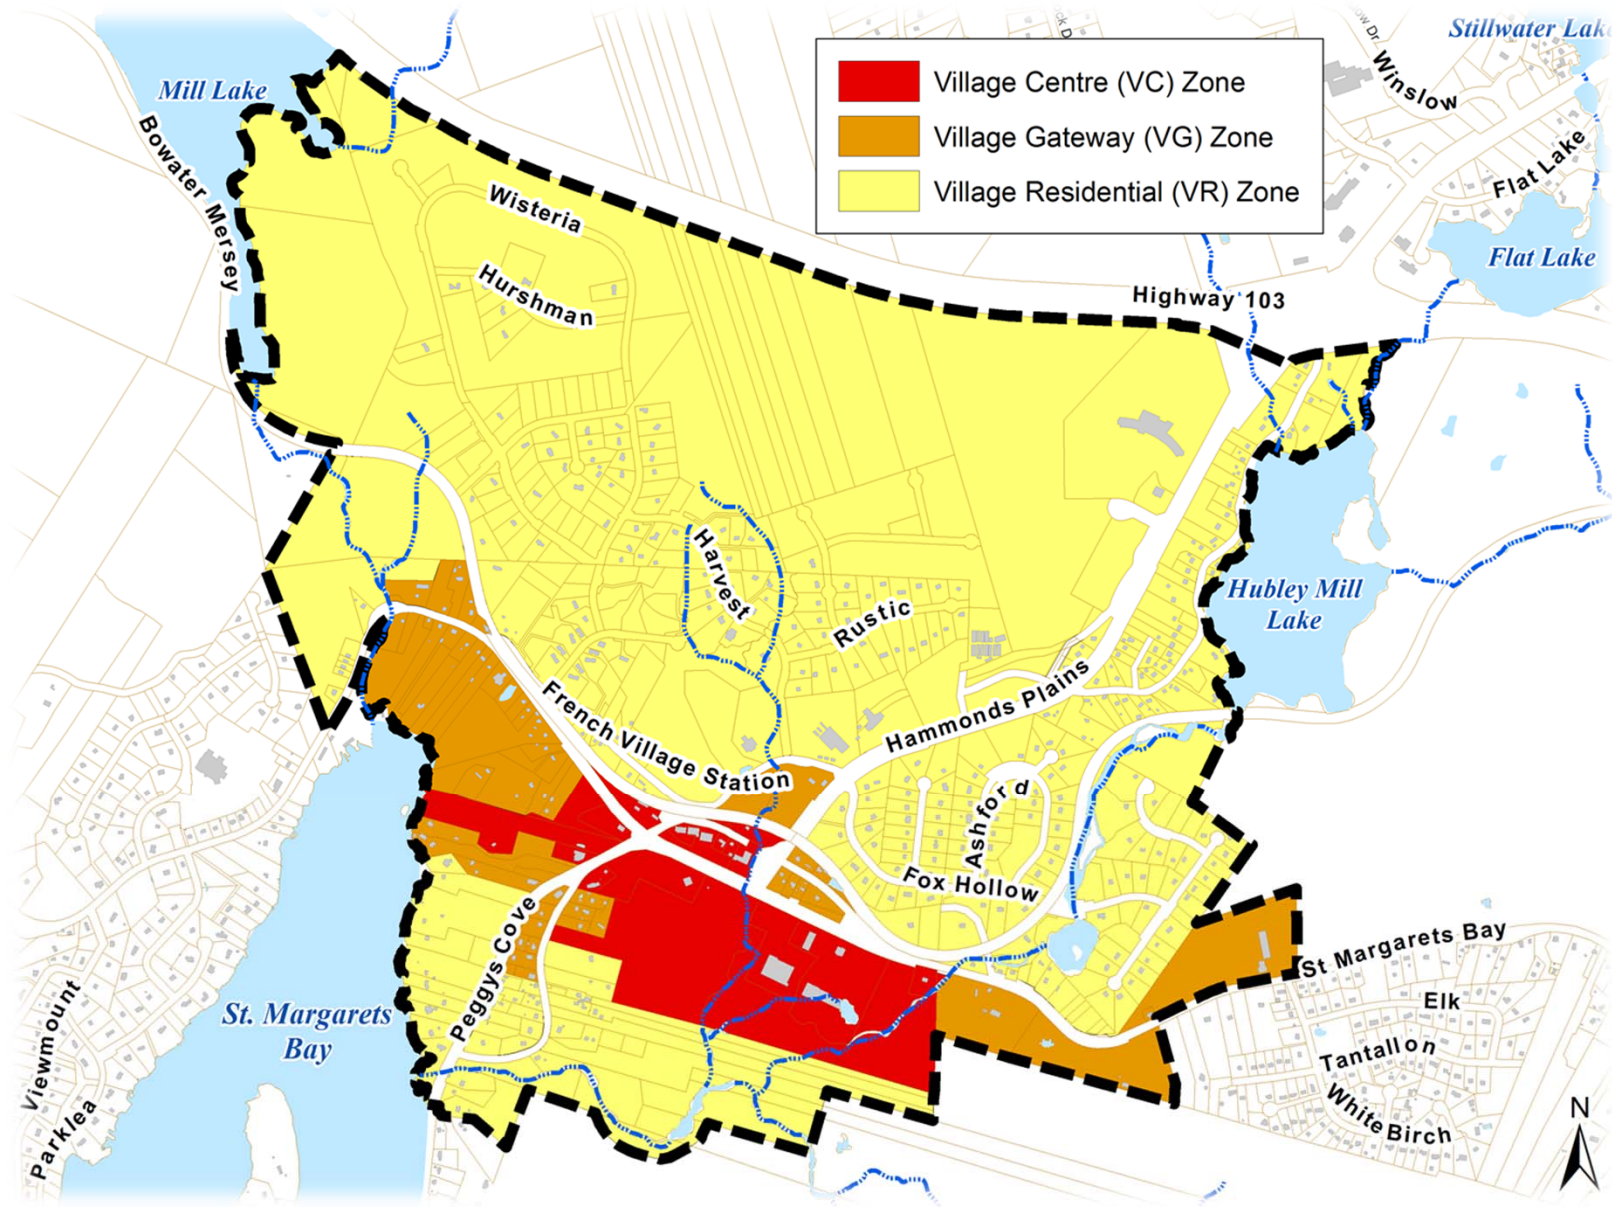 Stillwater Lake
Winslow
Mill Lake
Village Centre (VC) Zone
Village Gateway (VG) Zone
Village Residential (VR) Zone
Bowater Mersey
Flat Lake
Wisteria
Flat Lake
Hurshman
Highway 103
Harvest
Hubley Mill
Lake
Rustic
Hammonds Plains
French Village Station
Ashford
Fox Hollow
Peggys Cove
St Margarets Bay
St. Margarets
Bay
Viewmount
Elk
Tantallon
White Birch
Parklea
N